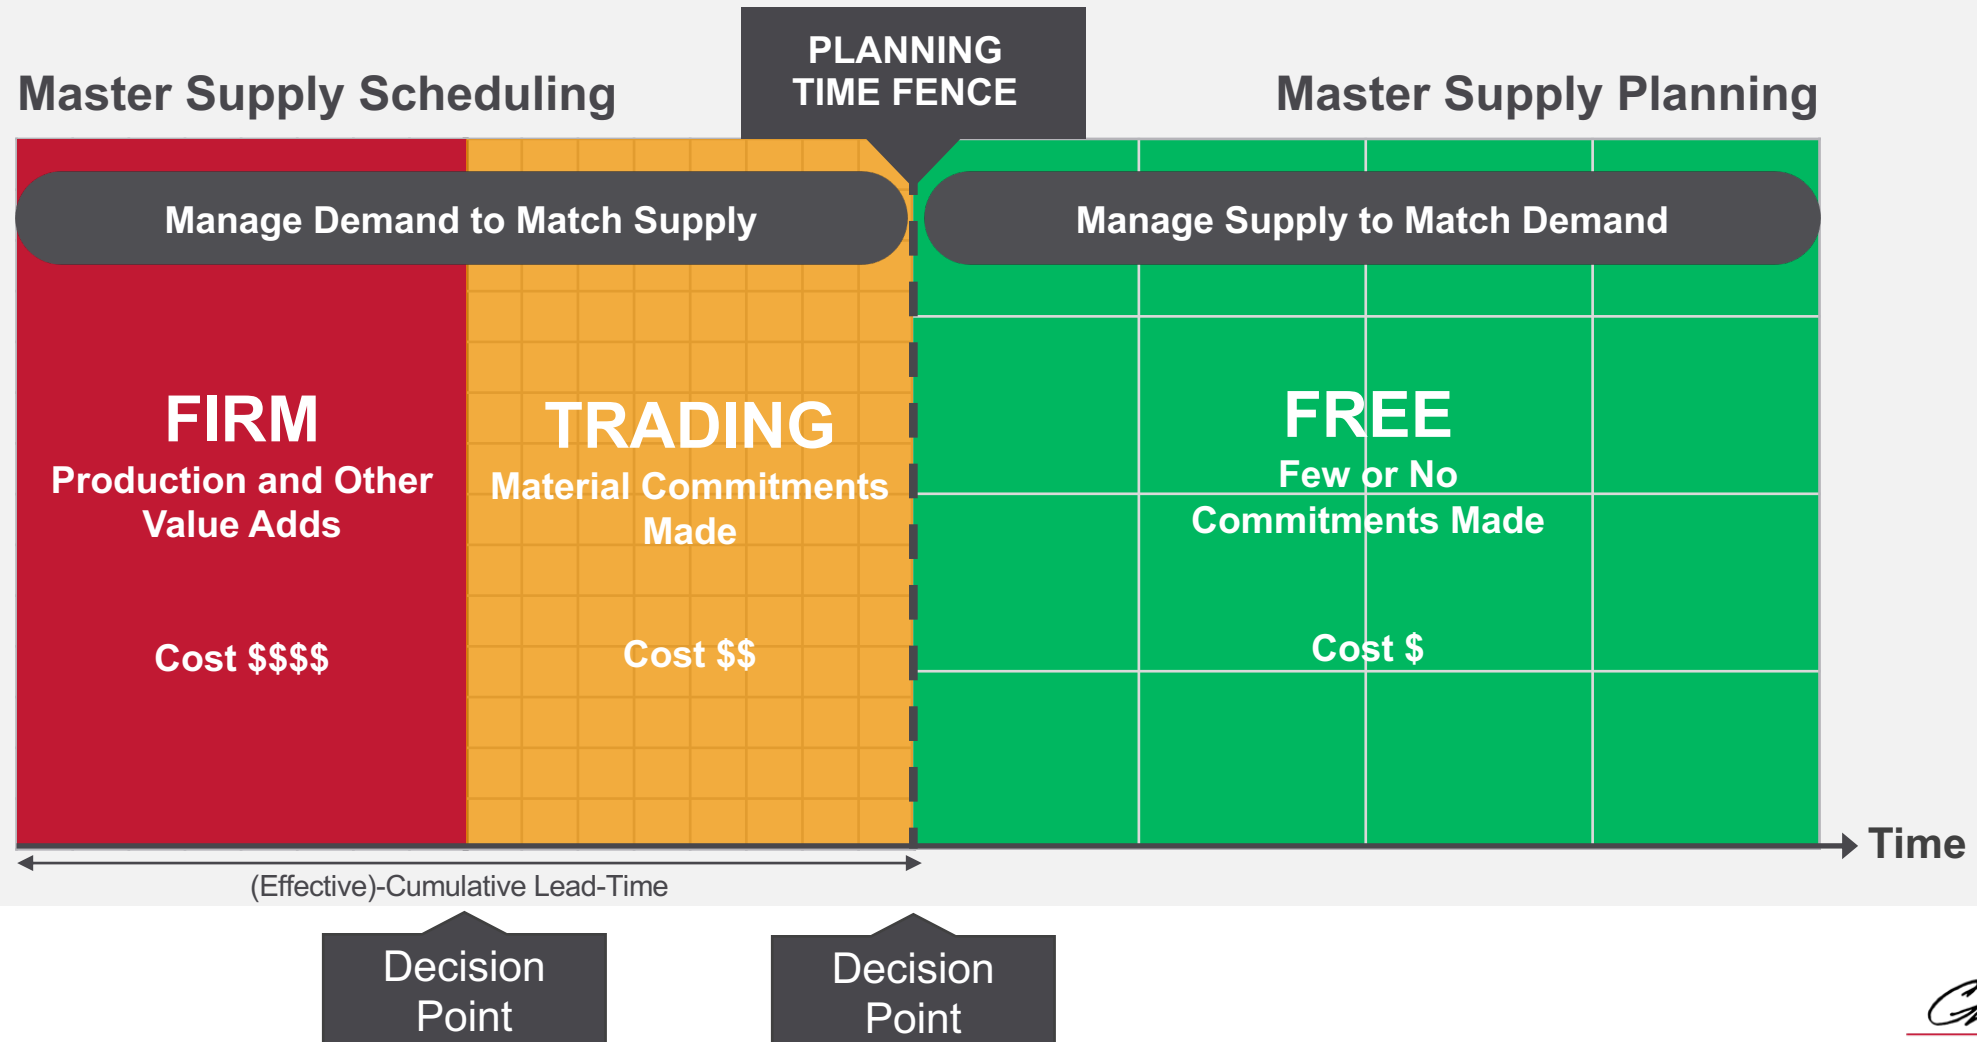 PLANNING
TIME FENCE
Master Supply Scheduling
Master Supply Planning
Manage Demand to Match Supply
Manage Supply to Match Demand
FIRM
Production and Other
Value Adds
Cost $$$$
TRADING
Material Commitments
Made
Cost $$
FREE
Few or No
Commitments Made
Cost $
Time
(Effective)-Cumulative Lead-Time
Decision
Point
Decision
Point